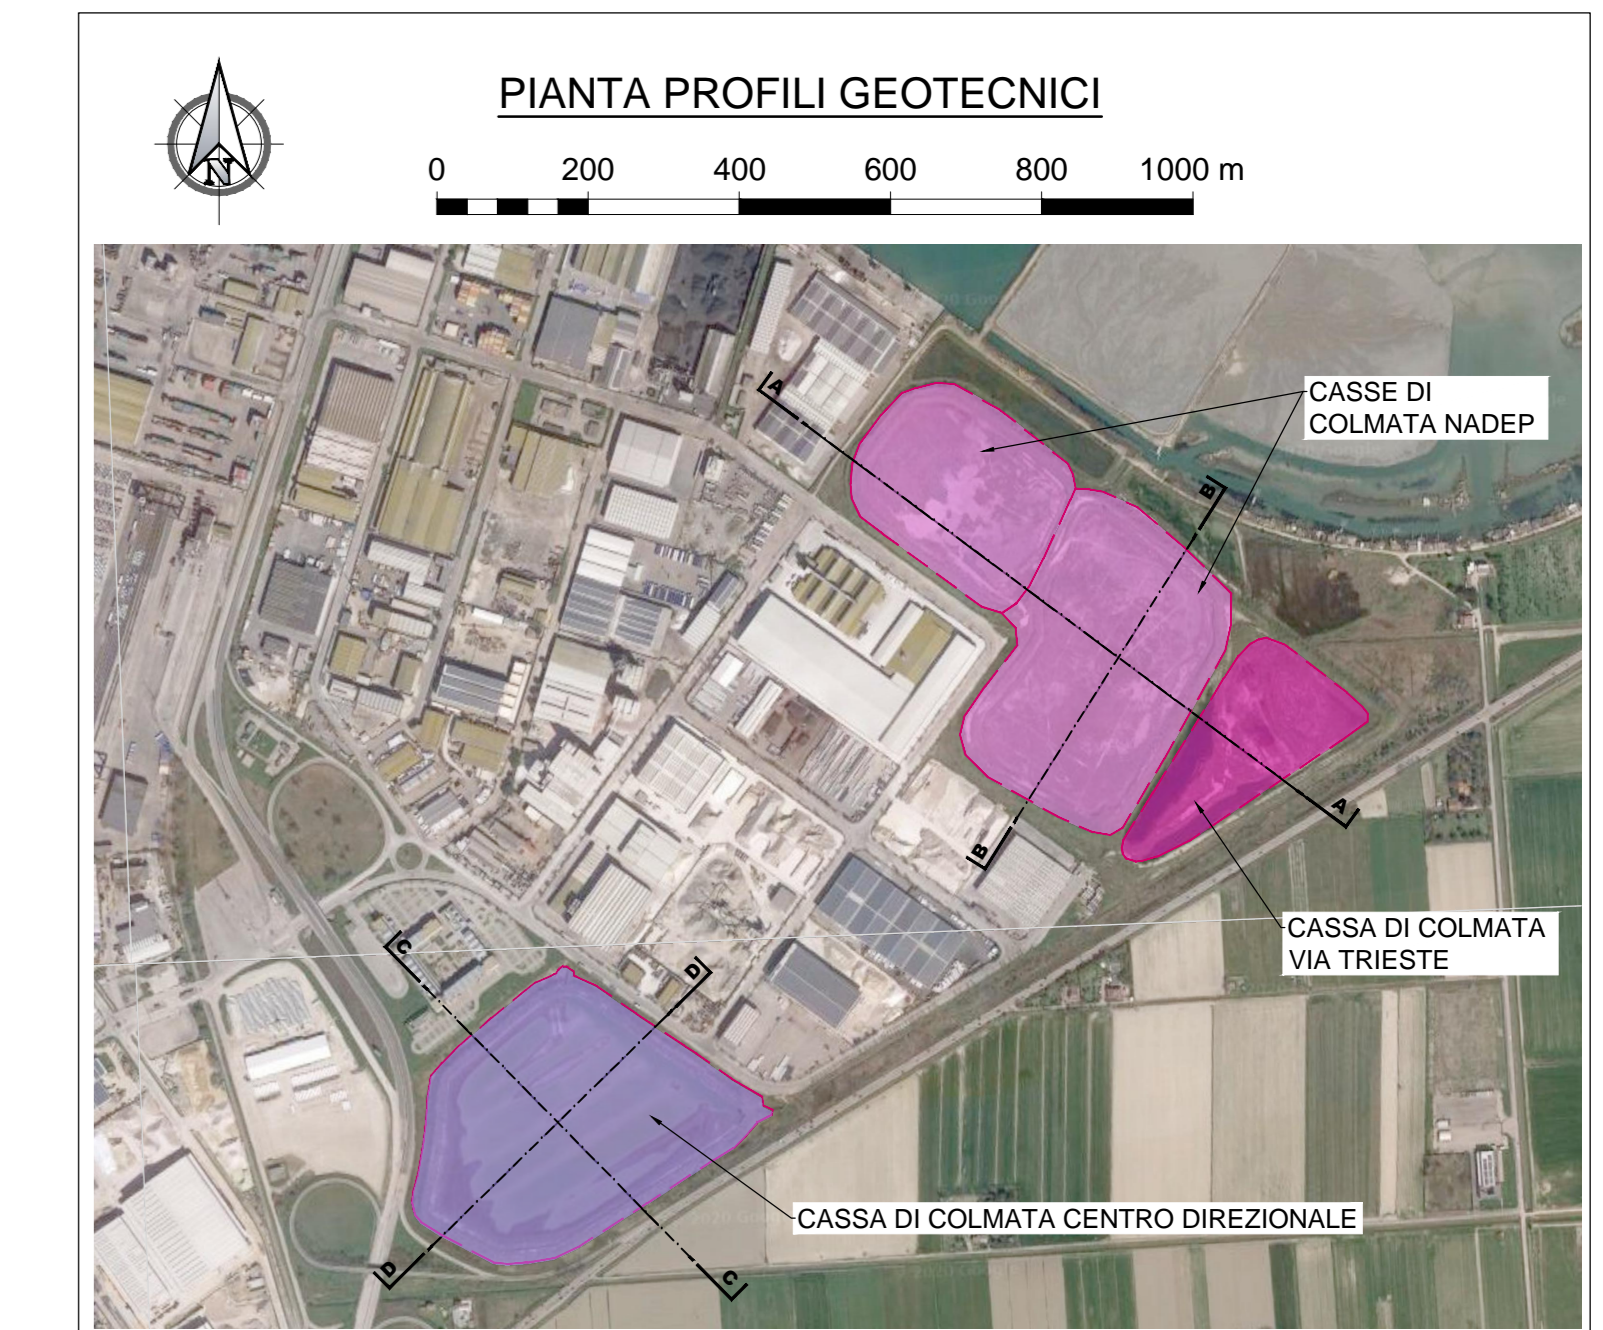 PIANTA PROFILI GEOTECNICI
N
0 200 400 600 800 1000 m
A
CASSE DI
COLMATA NADEP
B
A
B
CASSA DI COLMATA
VIA TRIESTE
C
D
CASSA DI COLMATA CENTRO DIREZIONALE
D
C